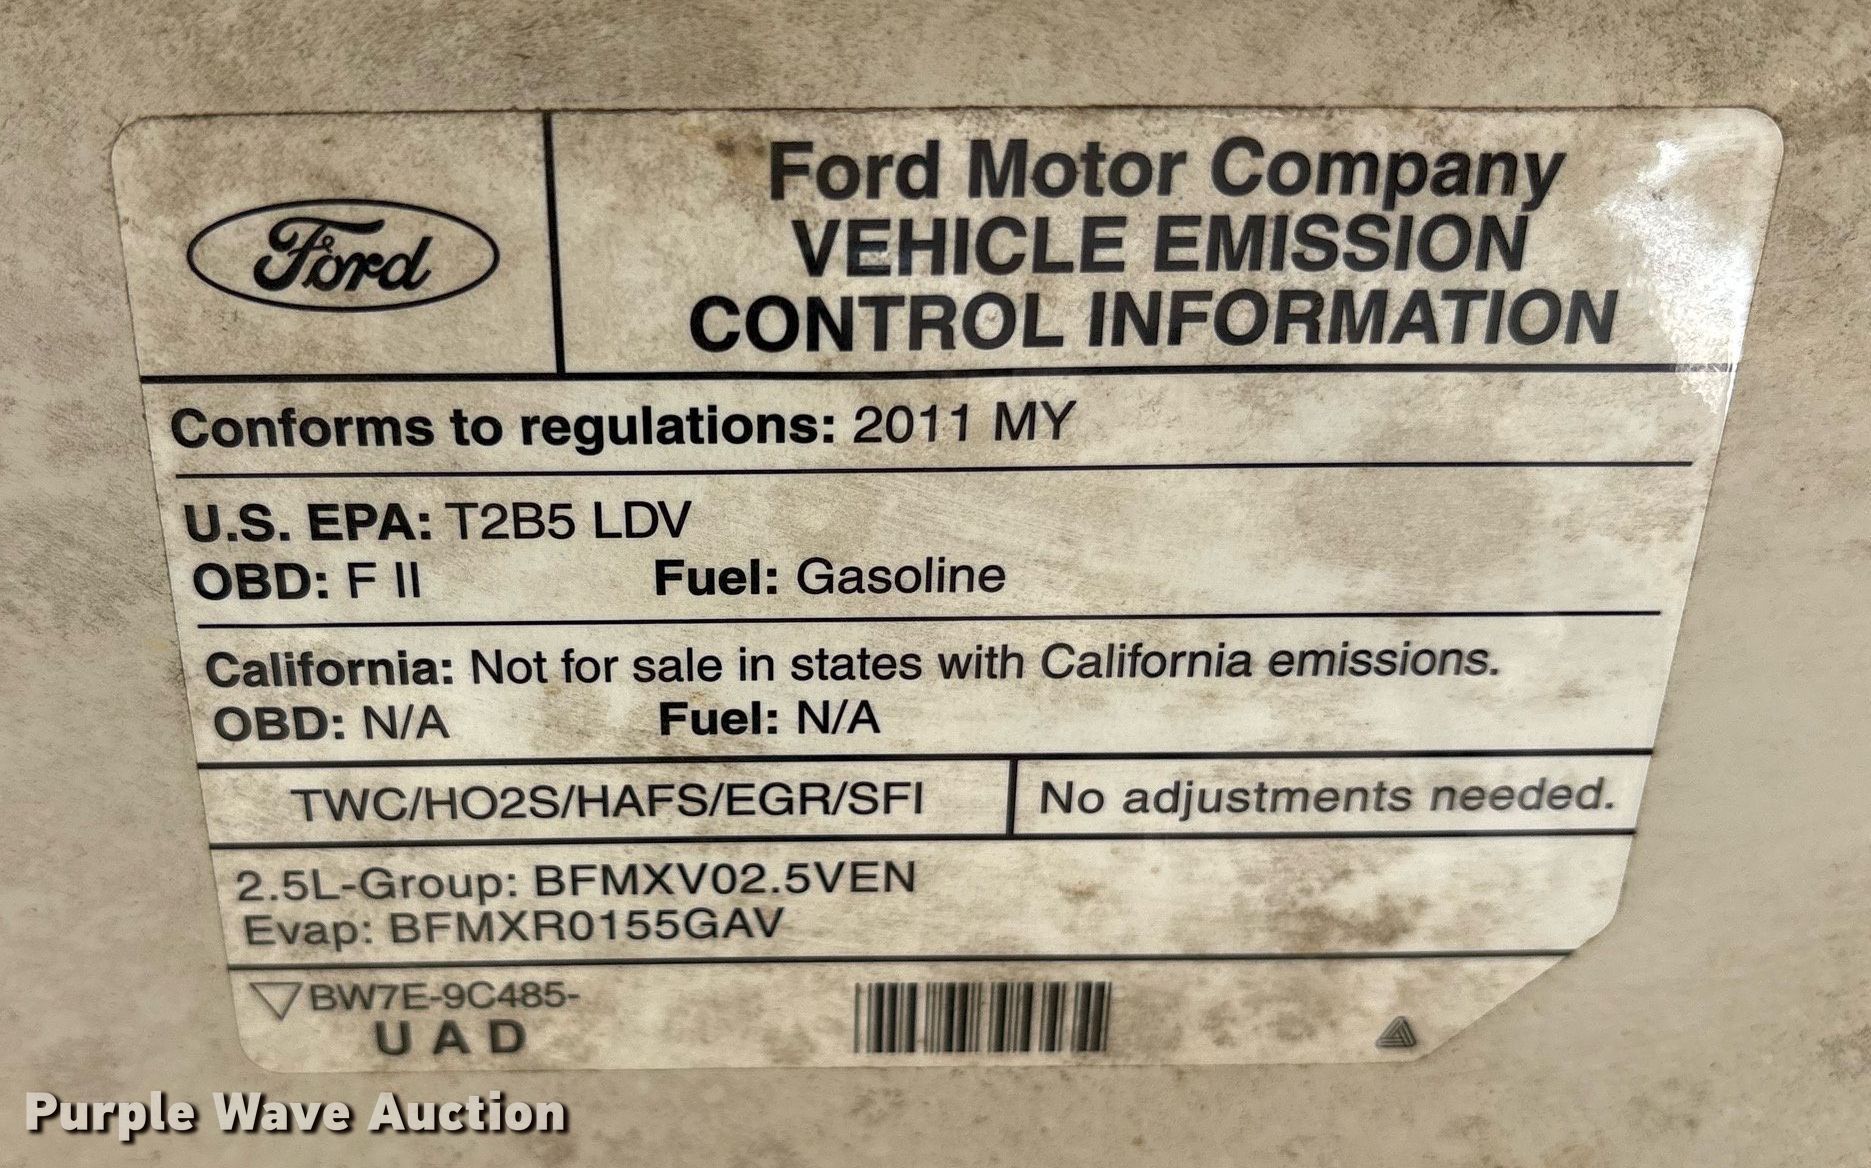 Ford
Ford Motor Company
VEHICLE EMISSION
CONTROL INFORMATION
Conforms to regulations: 2011 MY
U.S. EPA: T2B5 LDV
OBD: F II Fuel: Gasoline
California: Not for sale in states with California emissions.
OBD: N/A Fuel: N/A
TWC/HO2S/HAFS/EGR/SFI No adjustments needed.
2.5L-Group: BFMXV02.5VEN
Evap: BFMXR0155GAV
BW7E-9C485-
U A D
Purple Wave Auction